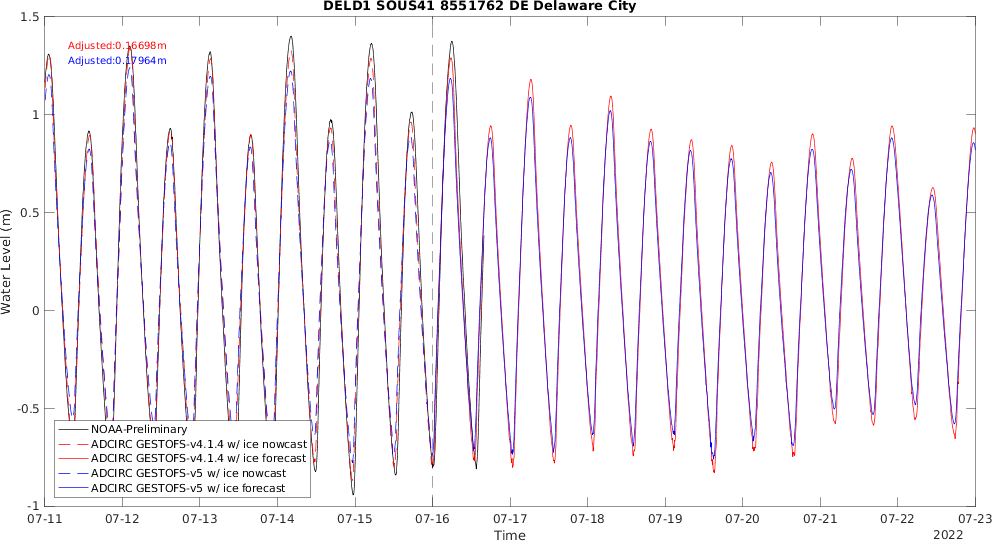 DELD1 SOUS41 8551762 DE Delaware City
Adjusted:0.16698m
Adjusted:0.17964m
1.5
1
0.5
0
-0.5
-1
Water Level (m)
NOAA-Preliminary
ADCIRC GESTOFS-v4.1.4 w/ ice nowcast
ADCIRC GESTOFS-v4.1.4 w/ ice forecast
ADCIRC GESTOFS-v5 w/ ice nowcast
ADCIRC GESTOFS-v5 w/ ice forecast
07-11 07-12 07-13 07-14 07-15 07-16 07-17 07-18 07-19 07-20 07-21 07-22 07-23
Time
2022